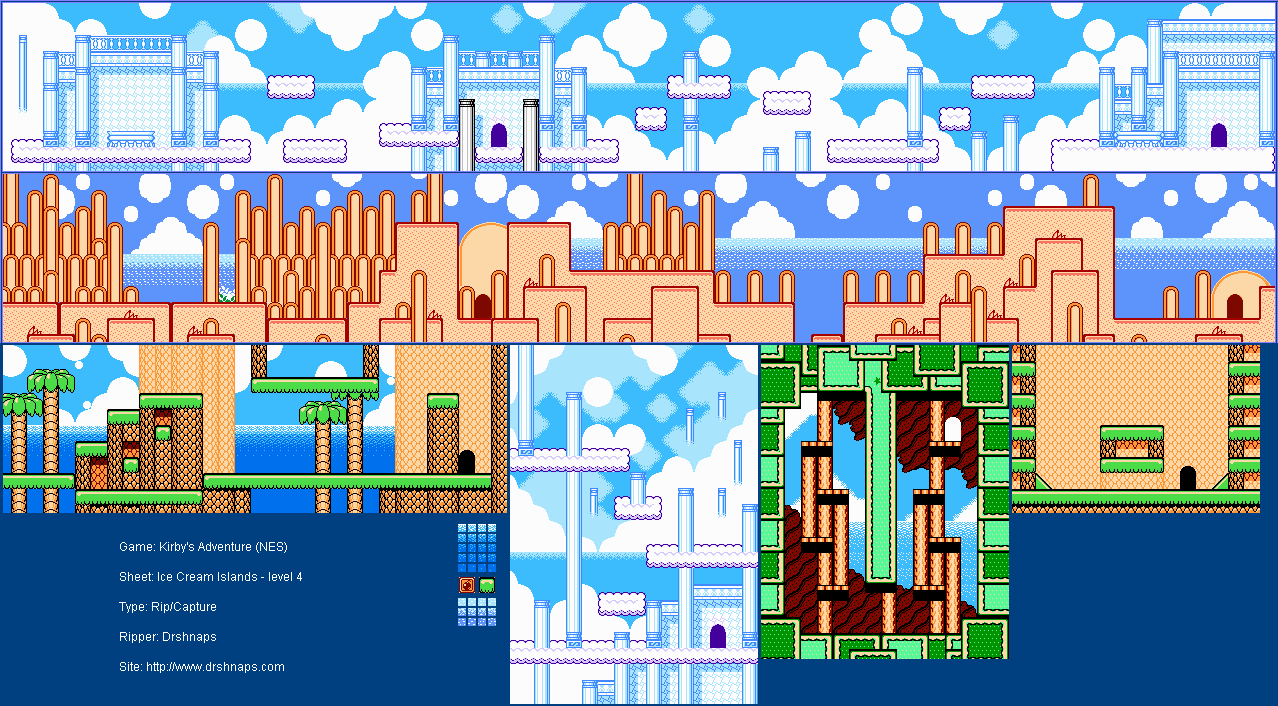 Game: Kirby's Adventure (NES)
Sheet: Ice Cream Islands - level 4
Type: Rip/Capture
Ripper: Drshnaps
Site: http://www.drshnaps.com